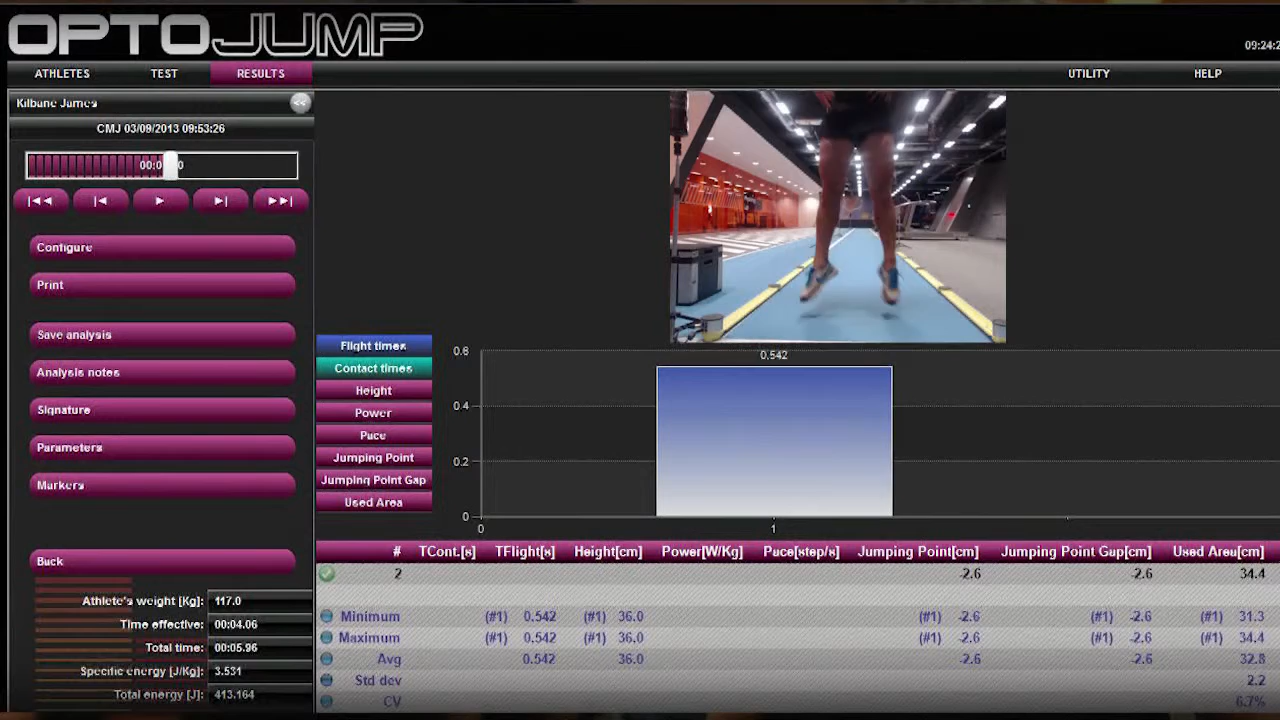 OPTOJUMP
09:24:2
ATHLETES TEST RESULTS UTILITY HELP
Kilbane James <<
CMJ 03/09/2013 09:53:26
Configure
Print
Save analysis
Analysis notes
Signature
Parameters
Markers
Back
Athlete's weight [Kg]: 117.0
Time effective: 00:04.06
Total time: 00:05.96
Specific energy [J/Kg]: 3.531
Total energy [J]: 413.164
Flight times
Contact times
Height
Power
Pace
Jumping Point
Jumping Point Gap
Used Area
0.542
0.6
0.4
0.2
0
0 1
# TCont.[s] TFlight[s] Height[cm] Power[W/Kg] Pace[step/s] Jumping Point[cm] Jumping Point Gap[cm] Used Area[cm]
2 -2.6 -2.6 34.4
Minimum (#1) 0.542 (#1) 36.0 (#1) -2.6 (#1) -2.6 (#1) 31.3
Maximum (#1) 0.542 (#1) 36.0 (#1) -2.6 (#1) -2.6 (#1) 34.4
Avg 0.542 36.0 -2.6 -2.6 32.8
Std dev 2.2
CV 6.7%